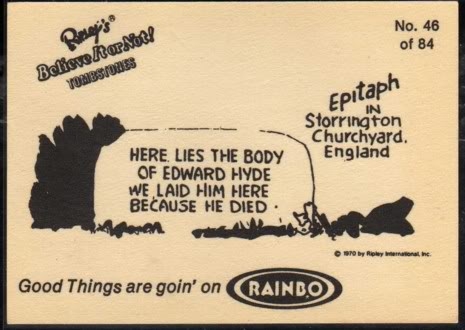 Ripley's
Believe It or Not!
TOMBSTONES
No. 46
of 84
EPITAPH
IN
Storrington
Churchyard,
England
HERE LIES THE BODY
OF EDWARD HYDE
WE LAID HIM HERE
BECAUSE HE DIED.
© 1970 by Ripley International, Inc.
Good Things are goin' on RAINBO